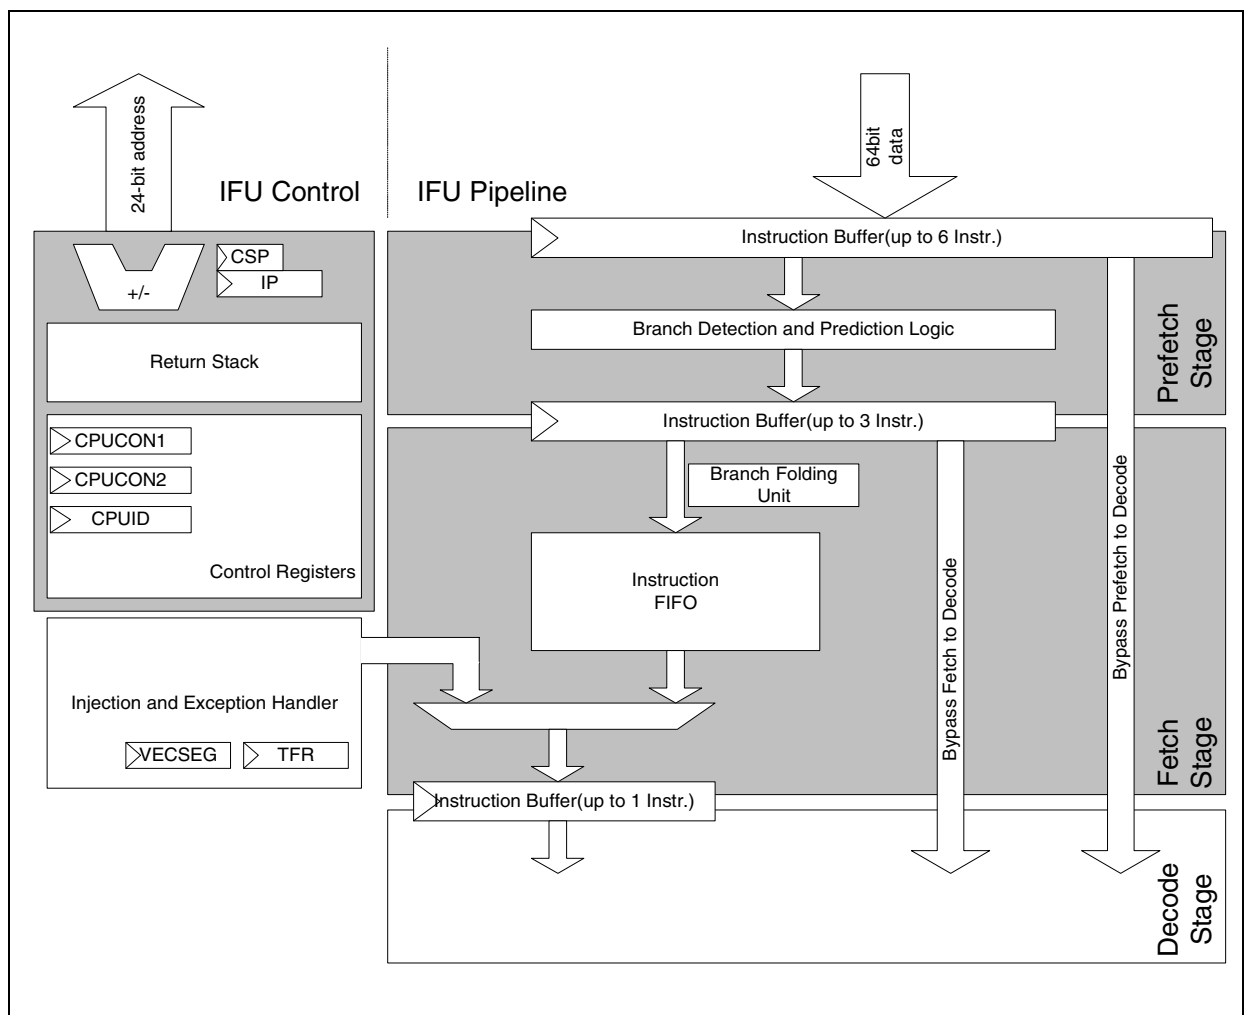 24-bit address
IFU Control
IFU Pipeline
64bit
data
CSP
IP
+/-
Return Stack
CPUCON1
CPUCON2
CPUID
Control Registers
Injection and Exception Handler
VECSEG
TFR
Instruction Buffer(up to 6 Instr.)
Branch Detection and Prediction Logic
Prefetch
Stage
Instruction Buffer(up to 3 Instr.)
Branch Folding
Unit
Instruction
FIFO
Bypass Fetch to Decode
Bypass Prefetch to Decode
Fetch
Stage
Instruction Buffer(up to 1 Instr.)
Decode
Stage